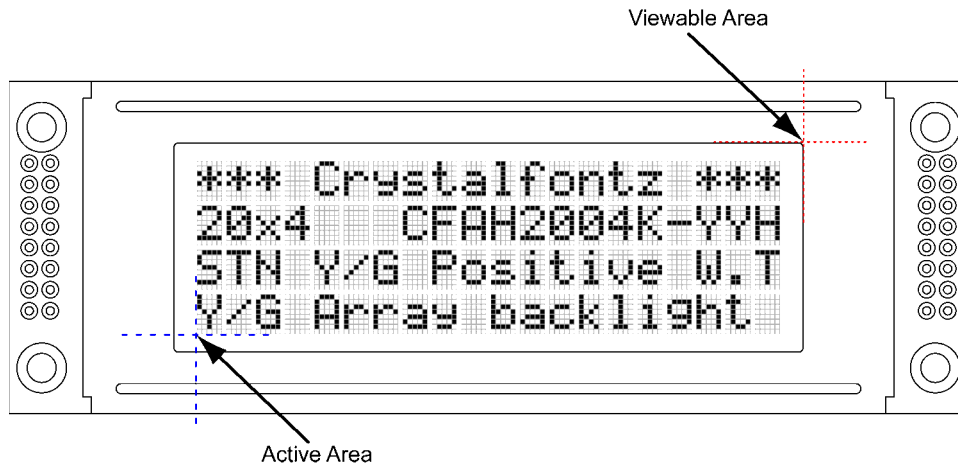 Viewable Area
*** Crystalfontz ***
20x4   CFAH2004K-YYH
STN Y/G Positive W.T
Y/G Array backlight
Active Area